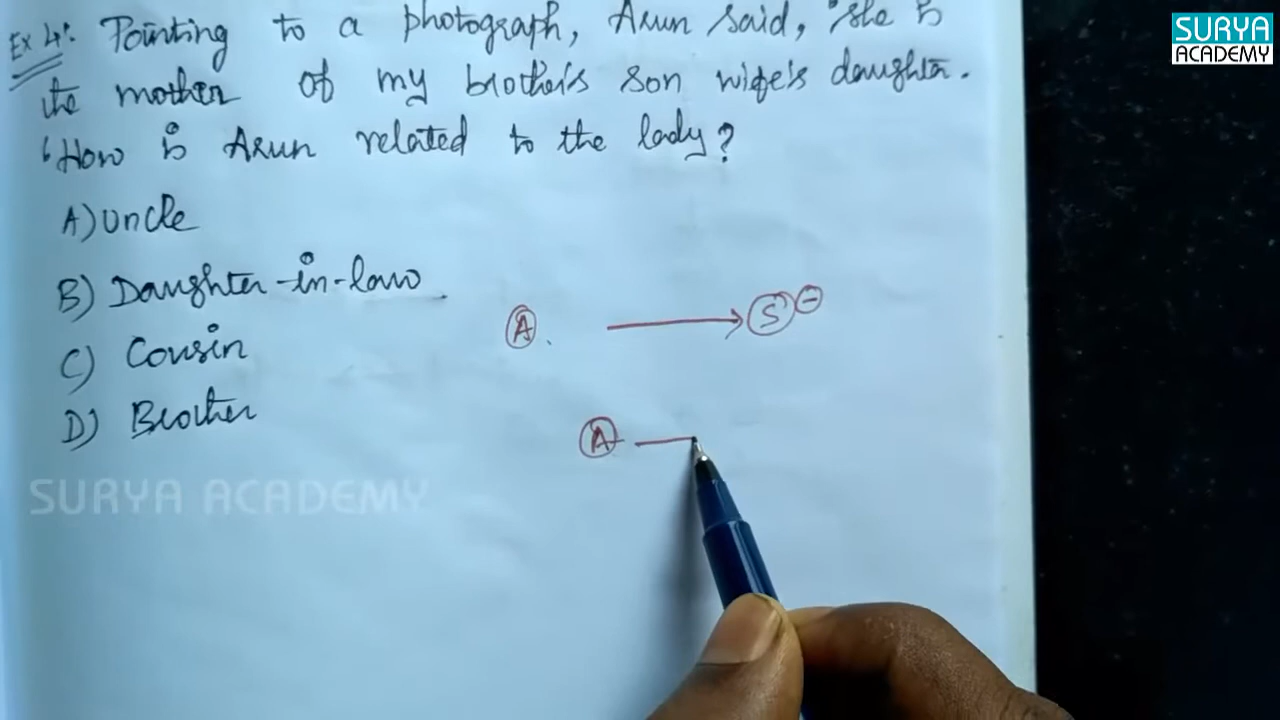 Ex 4: Pointing to a photograph, Arun said, "she is
the mother of my brother's son wife's daughter.
"How is Arun related to the lady?
A) Uncle
B) Daughter-in-law
C) Cousin
D) Brother
A S -
A
SURYA ACADEMY
SURYA
ACADEMY